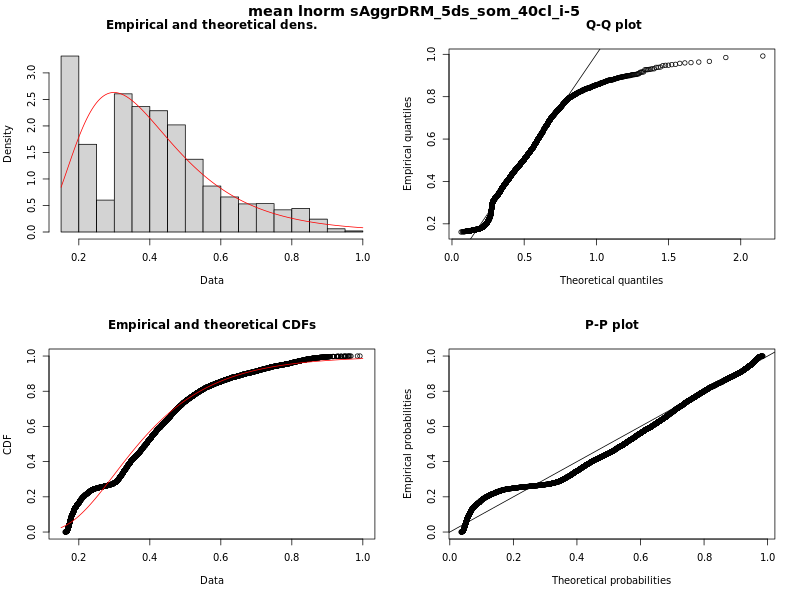 mean lnorm sAggrDRM_5ds_som_40cl_i-5
Empirical and theoretical dens.
Density
0.0 0.5 1.0 1.5 2.0 2.5 3.0
0.2 0.4 0.6 0.8 1.0
Data
Q-Q plot
Empirical quantiles
0.2 0.4 0.6 0.8 1.0
0.0 0.5 1.0 1.5 2.0
Theoretical quantiles
Empirical and theoretical CDFs
CDF
0.0 0.2 0.4 0.6 0.8 1.0
0.2 0.4 0.6 0.8 1.0
Data
P-P plot
Empirical probabilities
0.0 0.2 0.4 0.6 0.8 1.0
0.0 0.2 0.4 0.6 0.8 1.0
Theoretical probabilities